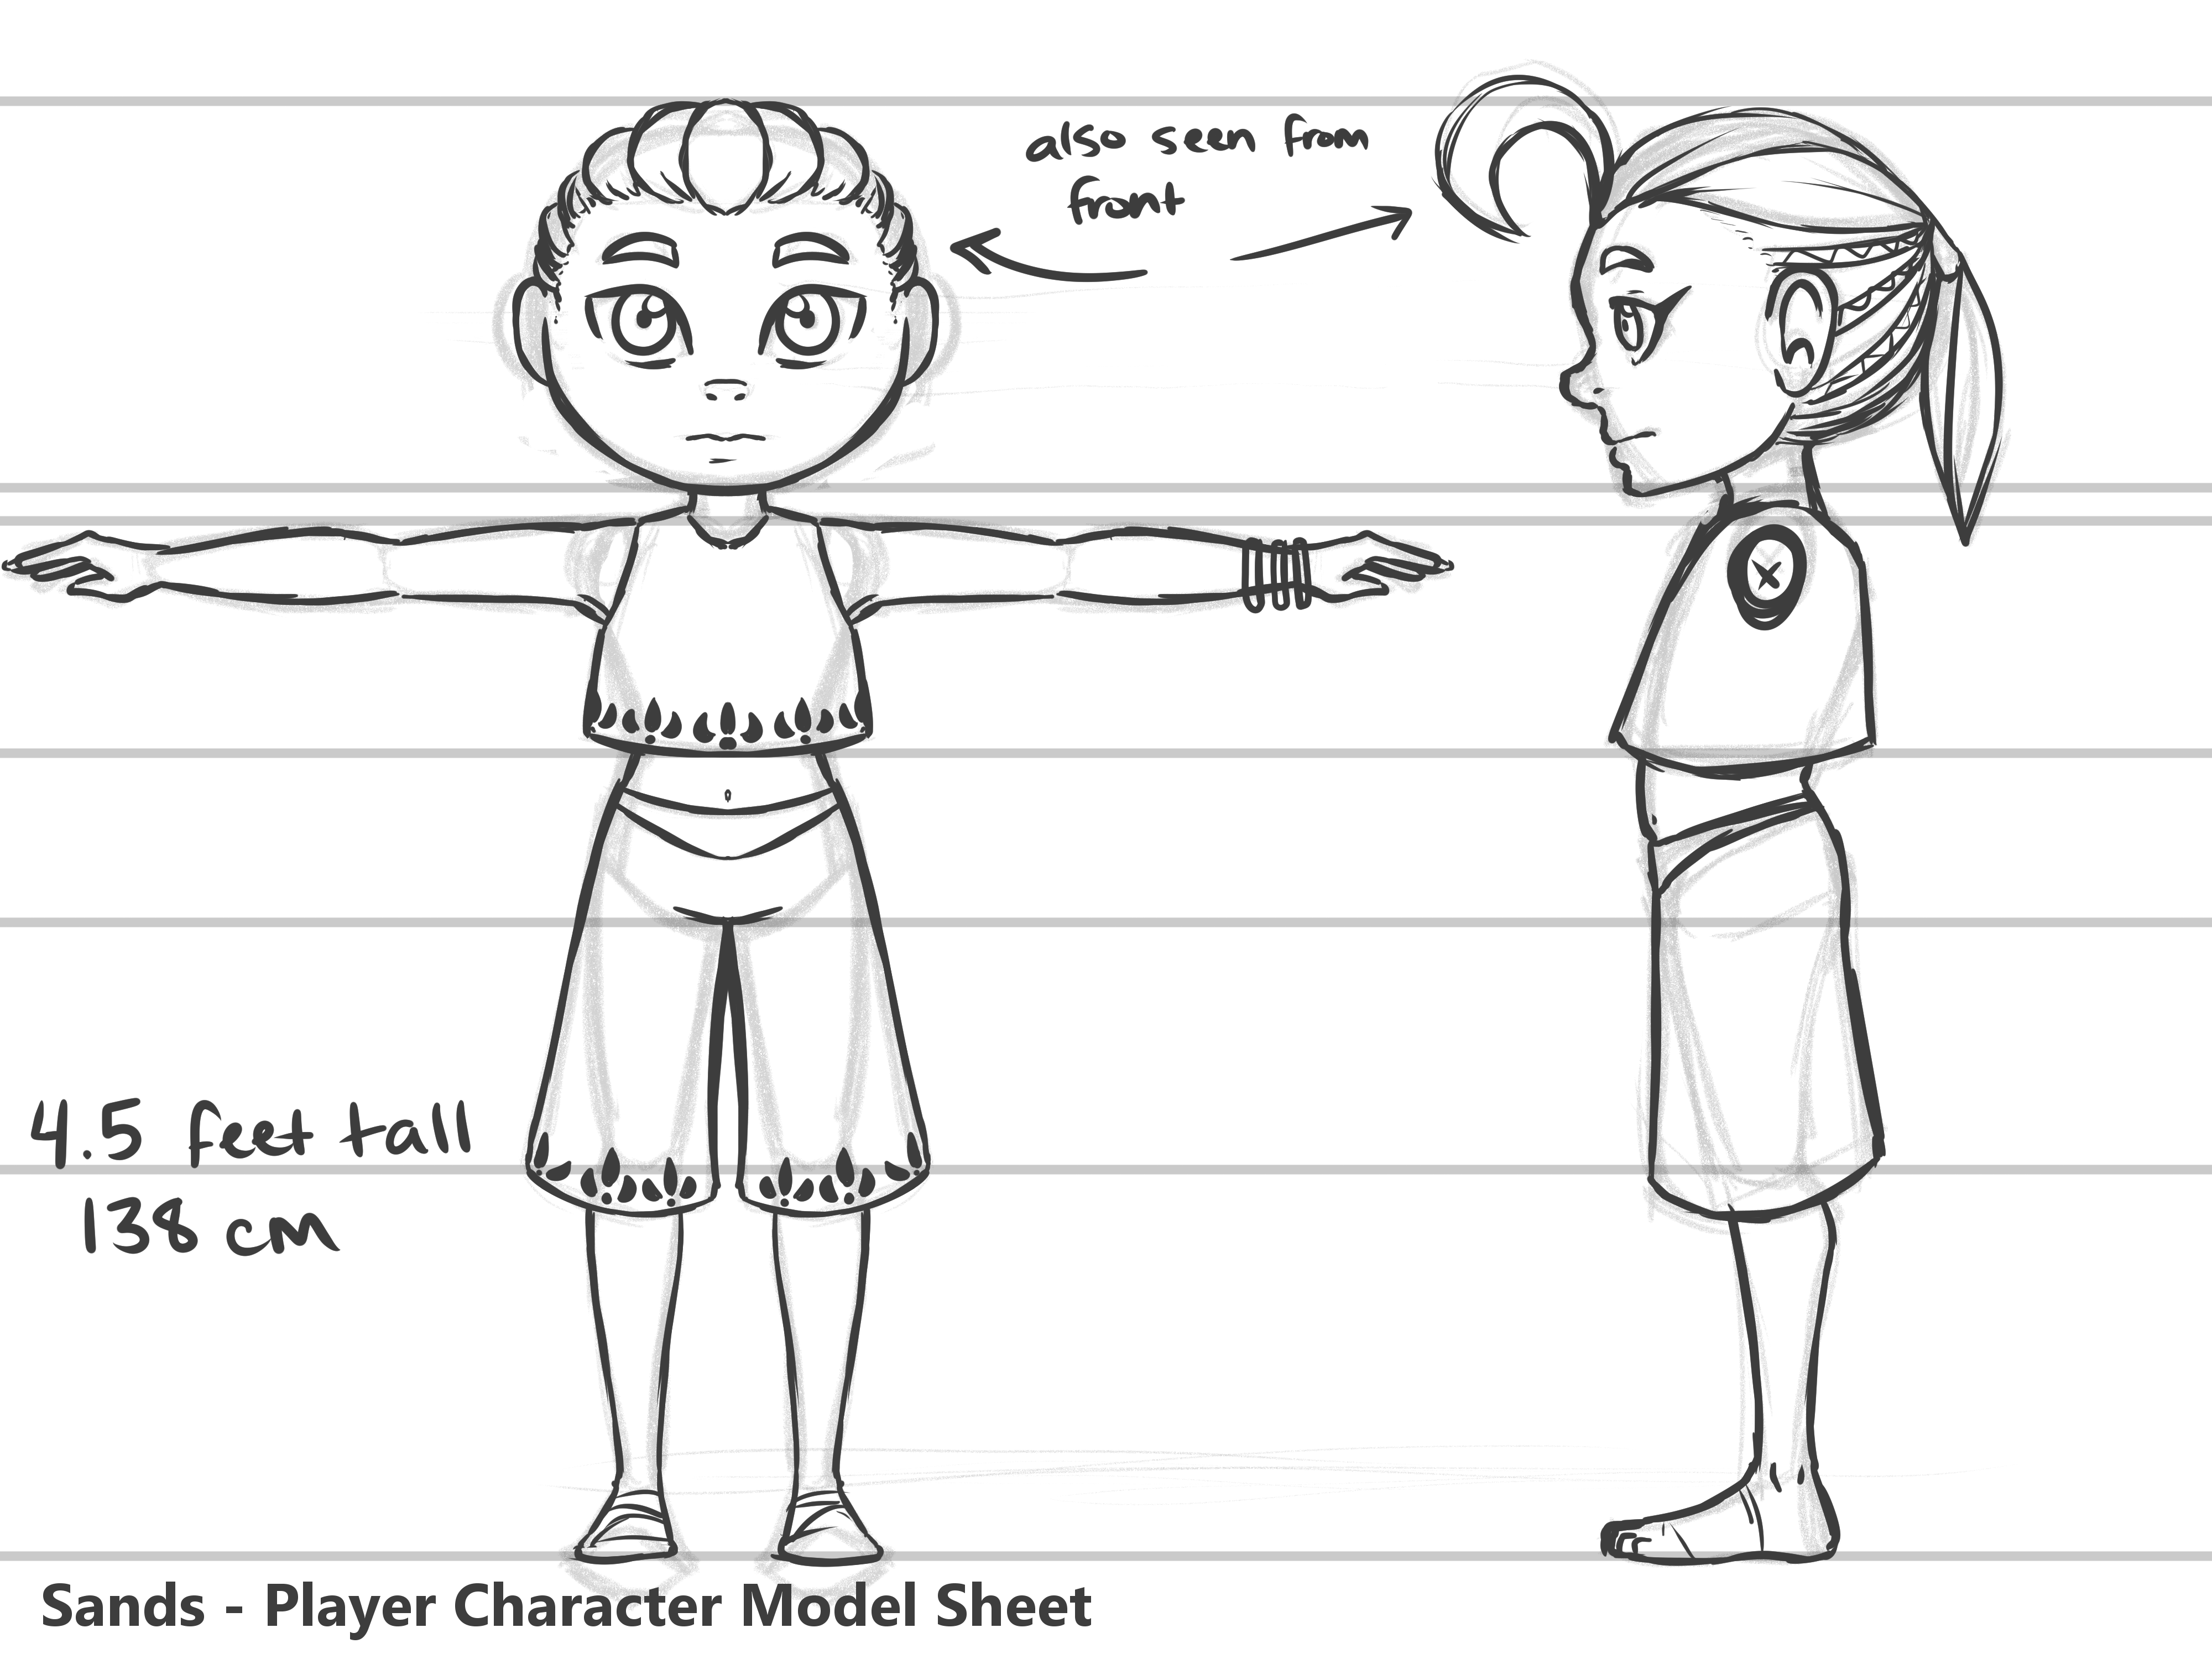 also seen from
front
4.5 feet tall
138 cm
Sands - Player Character Model Sheet